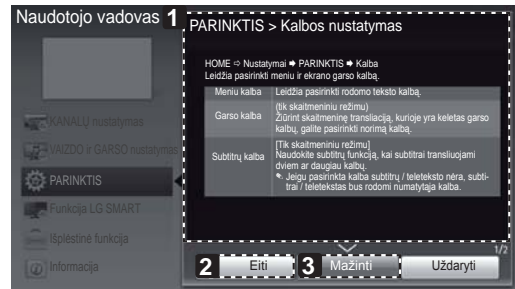 Naudotojo vadovas
1
PARINKTIS > Kalbos nustatymas
HOME ⇨ Nustatymai ➡ PARINKTIS ➡ Kalba
Leidžia pasirinkti meniu ir ekrano garso kalbą.
Meniu kalba
Leidžia pasirinkti rodomo teksto kalbą.
Garso kalba
(tik skaitmeniniu režimu)
Žiūrint skaitmeninę transliaciją, kurioje yra keletas garso
kalbų, galite pasirinkti norimą kalbą.
Subtitrų kalba
[Tik skaitmeniniu režimu]
Naudokite subtitrų funkciją, kai subtitrai transliuojami
dviem ar daugiau kalbų.
Jeigu pasirinkta kalba subtitrų / teleteksto nėra, subti-
trai / teletekstas bus rodomi numatytąja kalba.
KANALŲ nustatymas
VAIZDO ir GARSO nustatymas
PARINKTIS
Funkcija LG SMART
Išplėstinė funkcija
Informacija
1/2
2
Eiti
3
Mažinti
Uždaryti